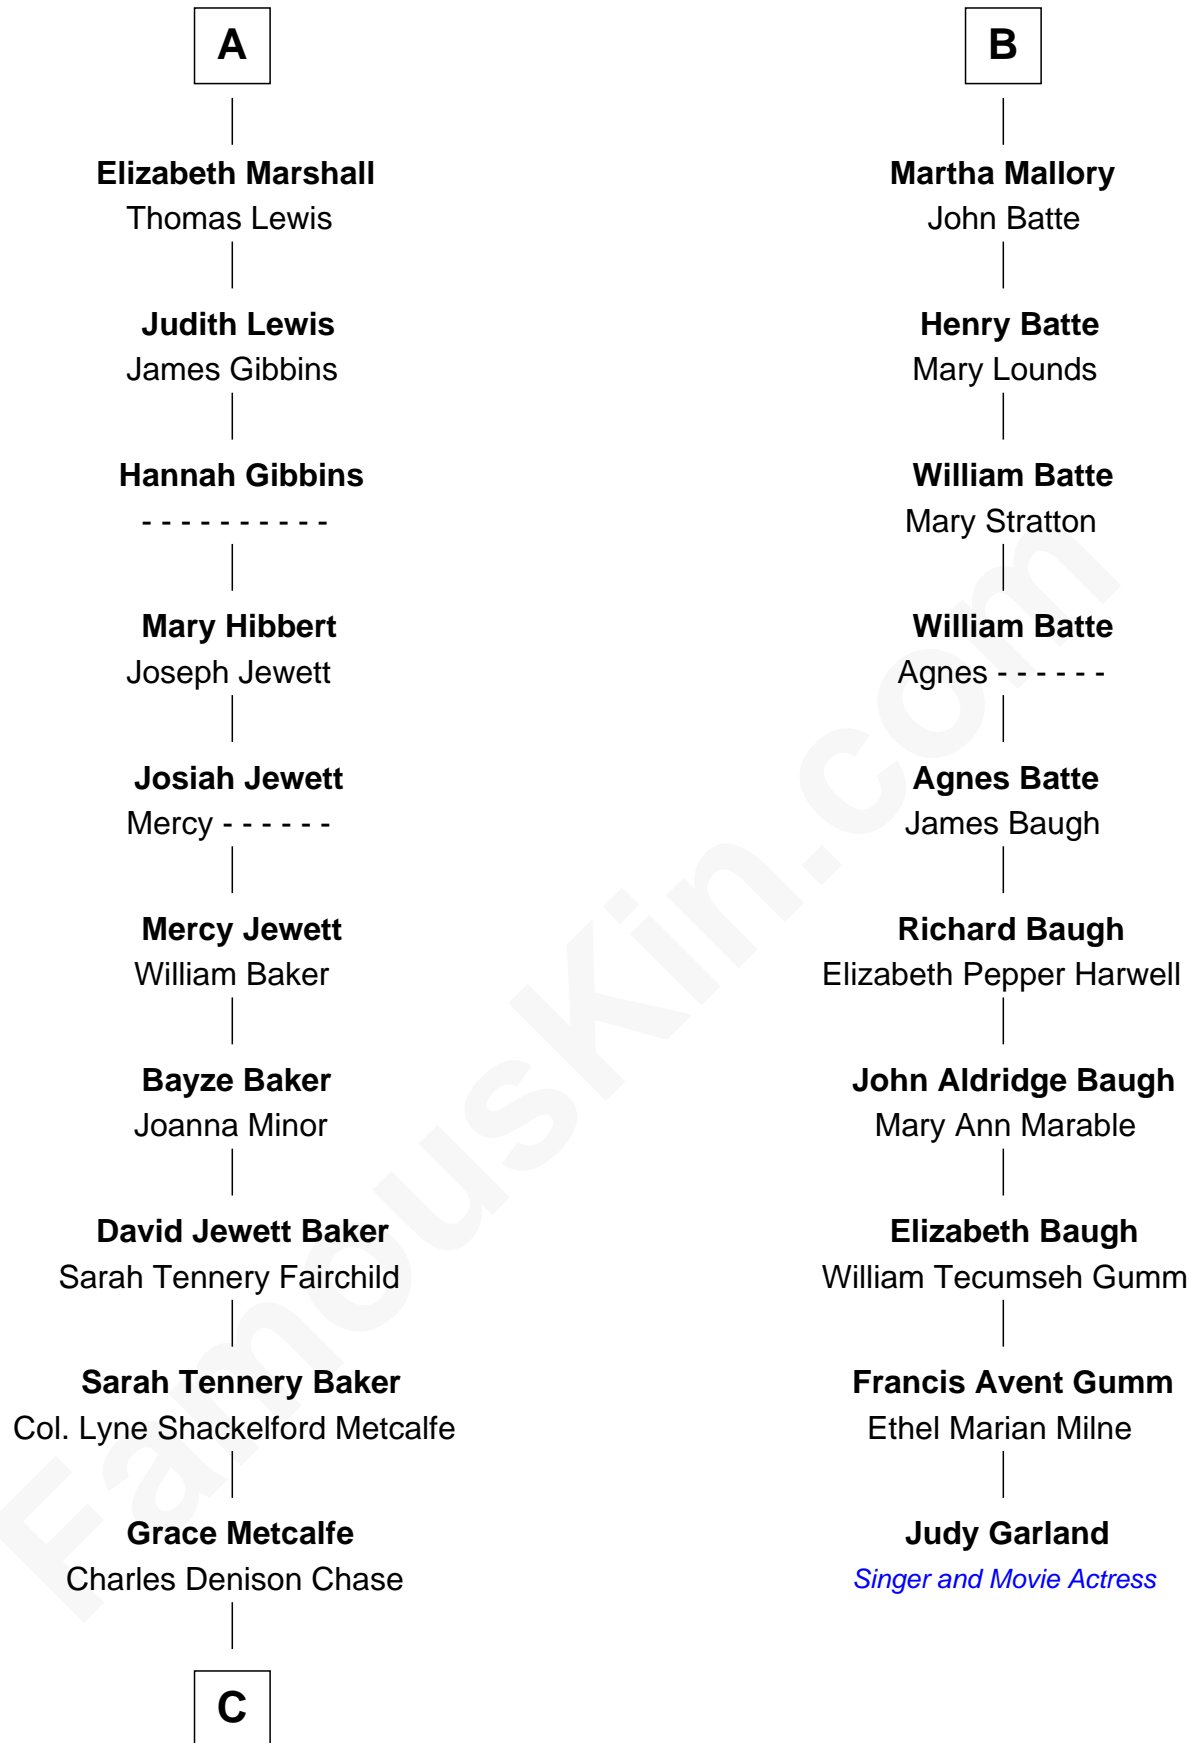 A
Elizabeth Marshall
Thomas Lewis
Judith Lewis
James Gibbins
Hannah Gibbins
- - - - - - - - - -
Mary Hibbert
Joseph Jewett
Josiah Jewett
Mercy - - - - - -
Mercy Jewett
William Baker
Bayze Baker
Joanna Minor
David Jewett Baker
Sarah Tennery Fairchild
Sarah Tennery Baker
Col. Lyne Shackelford Metcalfe
Grace Metcalfe
Charles Denison Chase
C
B
Martha Mallory
John Batte
Henry Batte
Mary Lounds
William Batte
Mary Stratton
William Batte
Agnes - - - - - -
Agnes Batte
James Baugh
Richard Baugh
Elizabeth Pepper Harwell
John Aldridge Baugh
Mary Ann Marable
Elizabeth Baugh
William Tecumseh Gumm
Francis Avent Gumm
Ethel Marian Milne
Judy Garland
Singer and Movie Actress
FamousKin.com